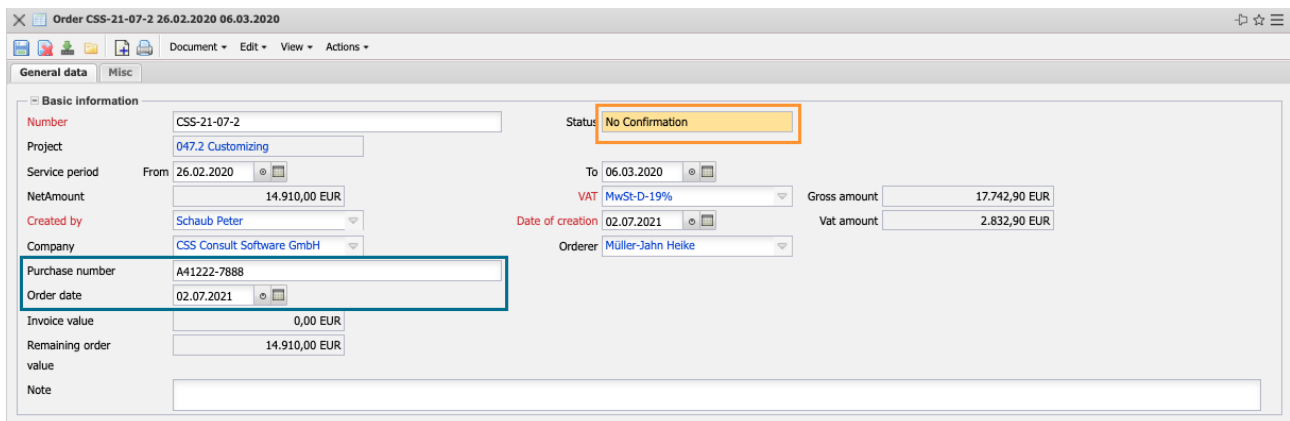 Order CSS-21-07-2 26.02.2020 06.03.2020
Document Edit View Actions
General data Misc
Basic information
Number CSS-21-07-2 Status No Confirmation
Project 047.2 Customizing
Service period From 26.02.2020 To 06.03.2020
NetAmount 14.910,00 EUR VAT MwSt-D-19% Gross amount 17.742,90 EUR
Created by Schaub Peter Date of creation 02.07.2021 Vat amount 2.832,90 EUR
Company CSS Consult Software GmbH Orderer Müller-Jahn Heike
Purchase number A41222-7888
Order date 02.07.2021
Invoice value 0,00 EUR
Remaining order 14.910,00 EUR
value
Note